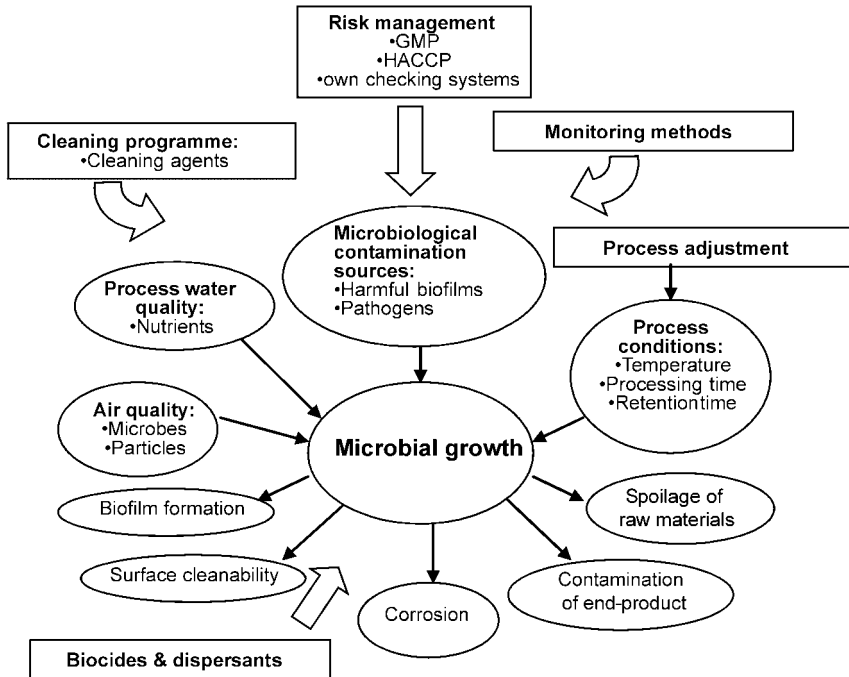 Risk management
•GMP
•HACCP
•own checking systems
Cleaning programme:
•Cleaning agents
Monitoring methods
Microbiological
contamination
sources:
•Harmful biofilms
•Pathogens
Process adjustment
Process water
quality:
•Nutrients
Process
conditions:
•Temperature
•Processing time
•Retentiontime
Air quality:
•Microbes
•Particles
Microbial growth
Biofilm formation
Spoilage of
raw materials
Surface cleanability
Contamination
of end-product
Corrosion
Biocides & dispersants